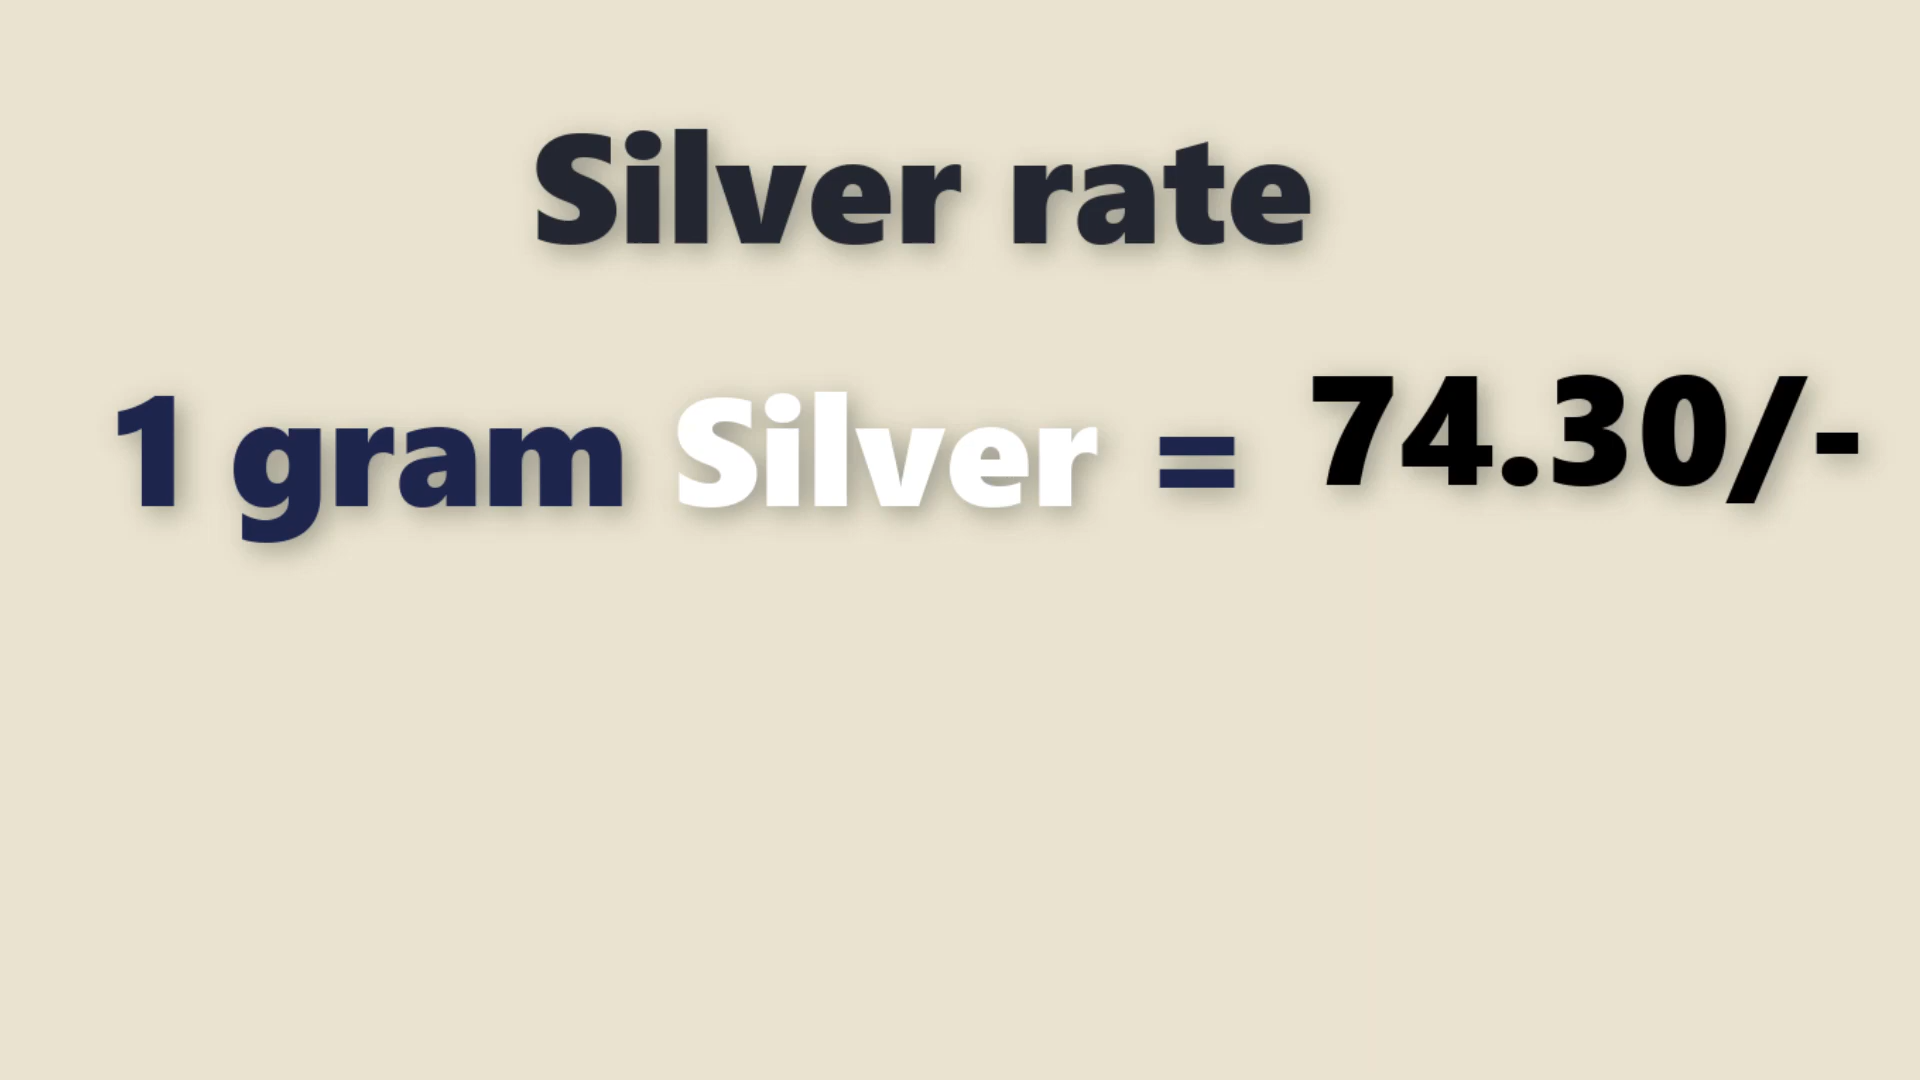 Silver rate
1 gram Silver = 74.30/-